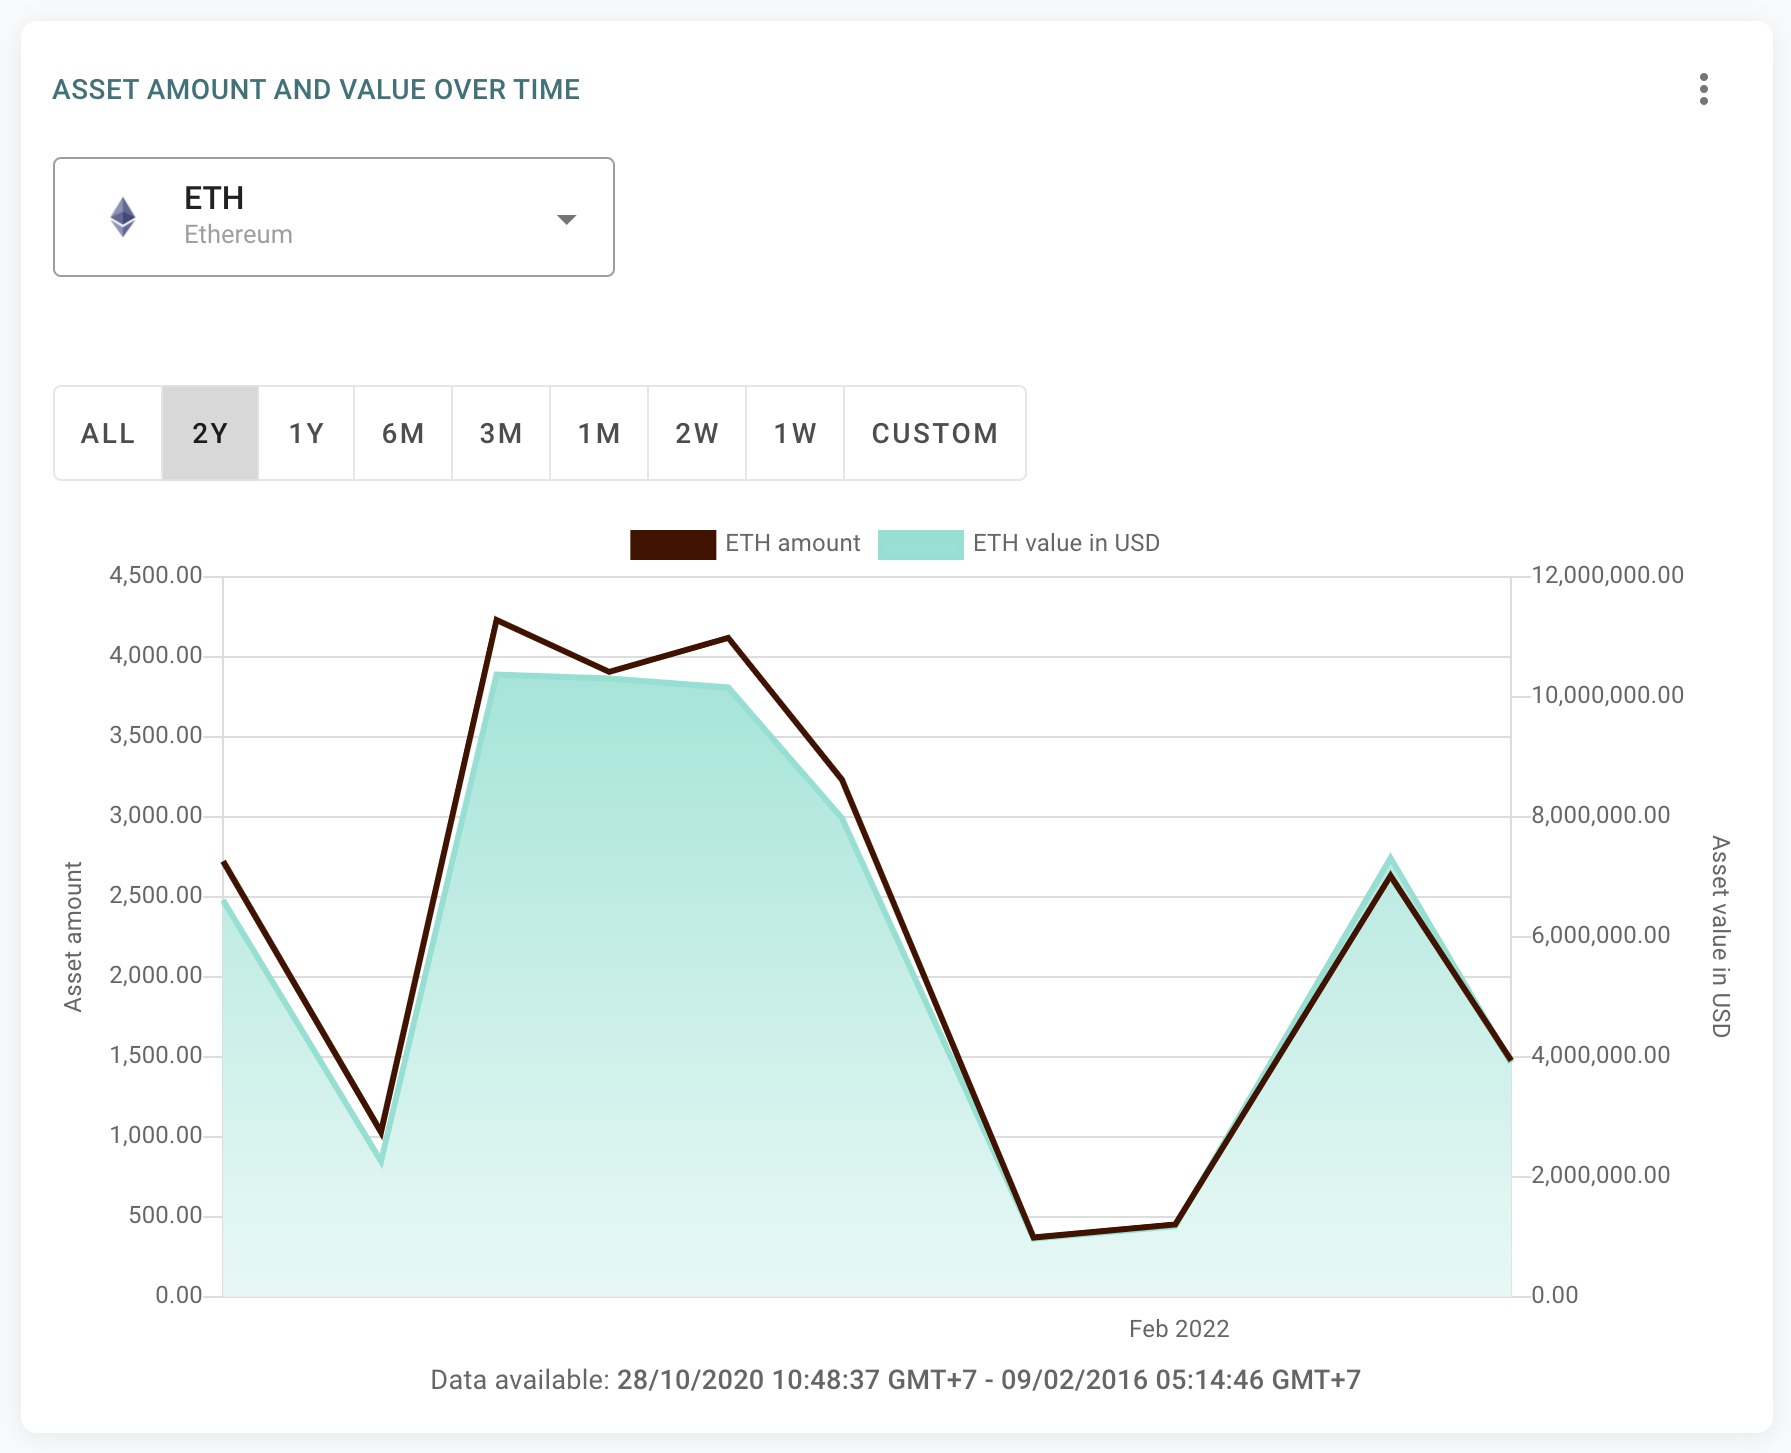 ASSET AMOUNT AND VALUE OVER TIME
ETH
Ethereum
ALL 2Y 1Y 6M 3M 1M 2W 1W CUSTOM
ETH amount ETH value in USD
4,500.00
4,000.00
3,500.00
3,000.00
2,500.00
2,000.00
1,500.00
1,000.00
500.00
0.00
Asset amount
12,000,000.00
10,000,000.00
8,000,000.00
6,000,000.00
4,000,000.00
2,000,000.00
0.00
Asset value in USD
Feb 2022
Data available: 28/10/2020 10:48:37 GMT+7 - 09/02/2016 05:14:46 GMT+7